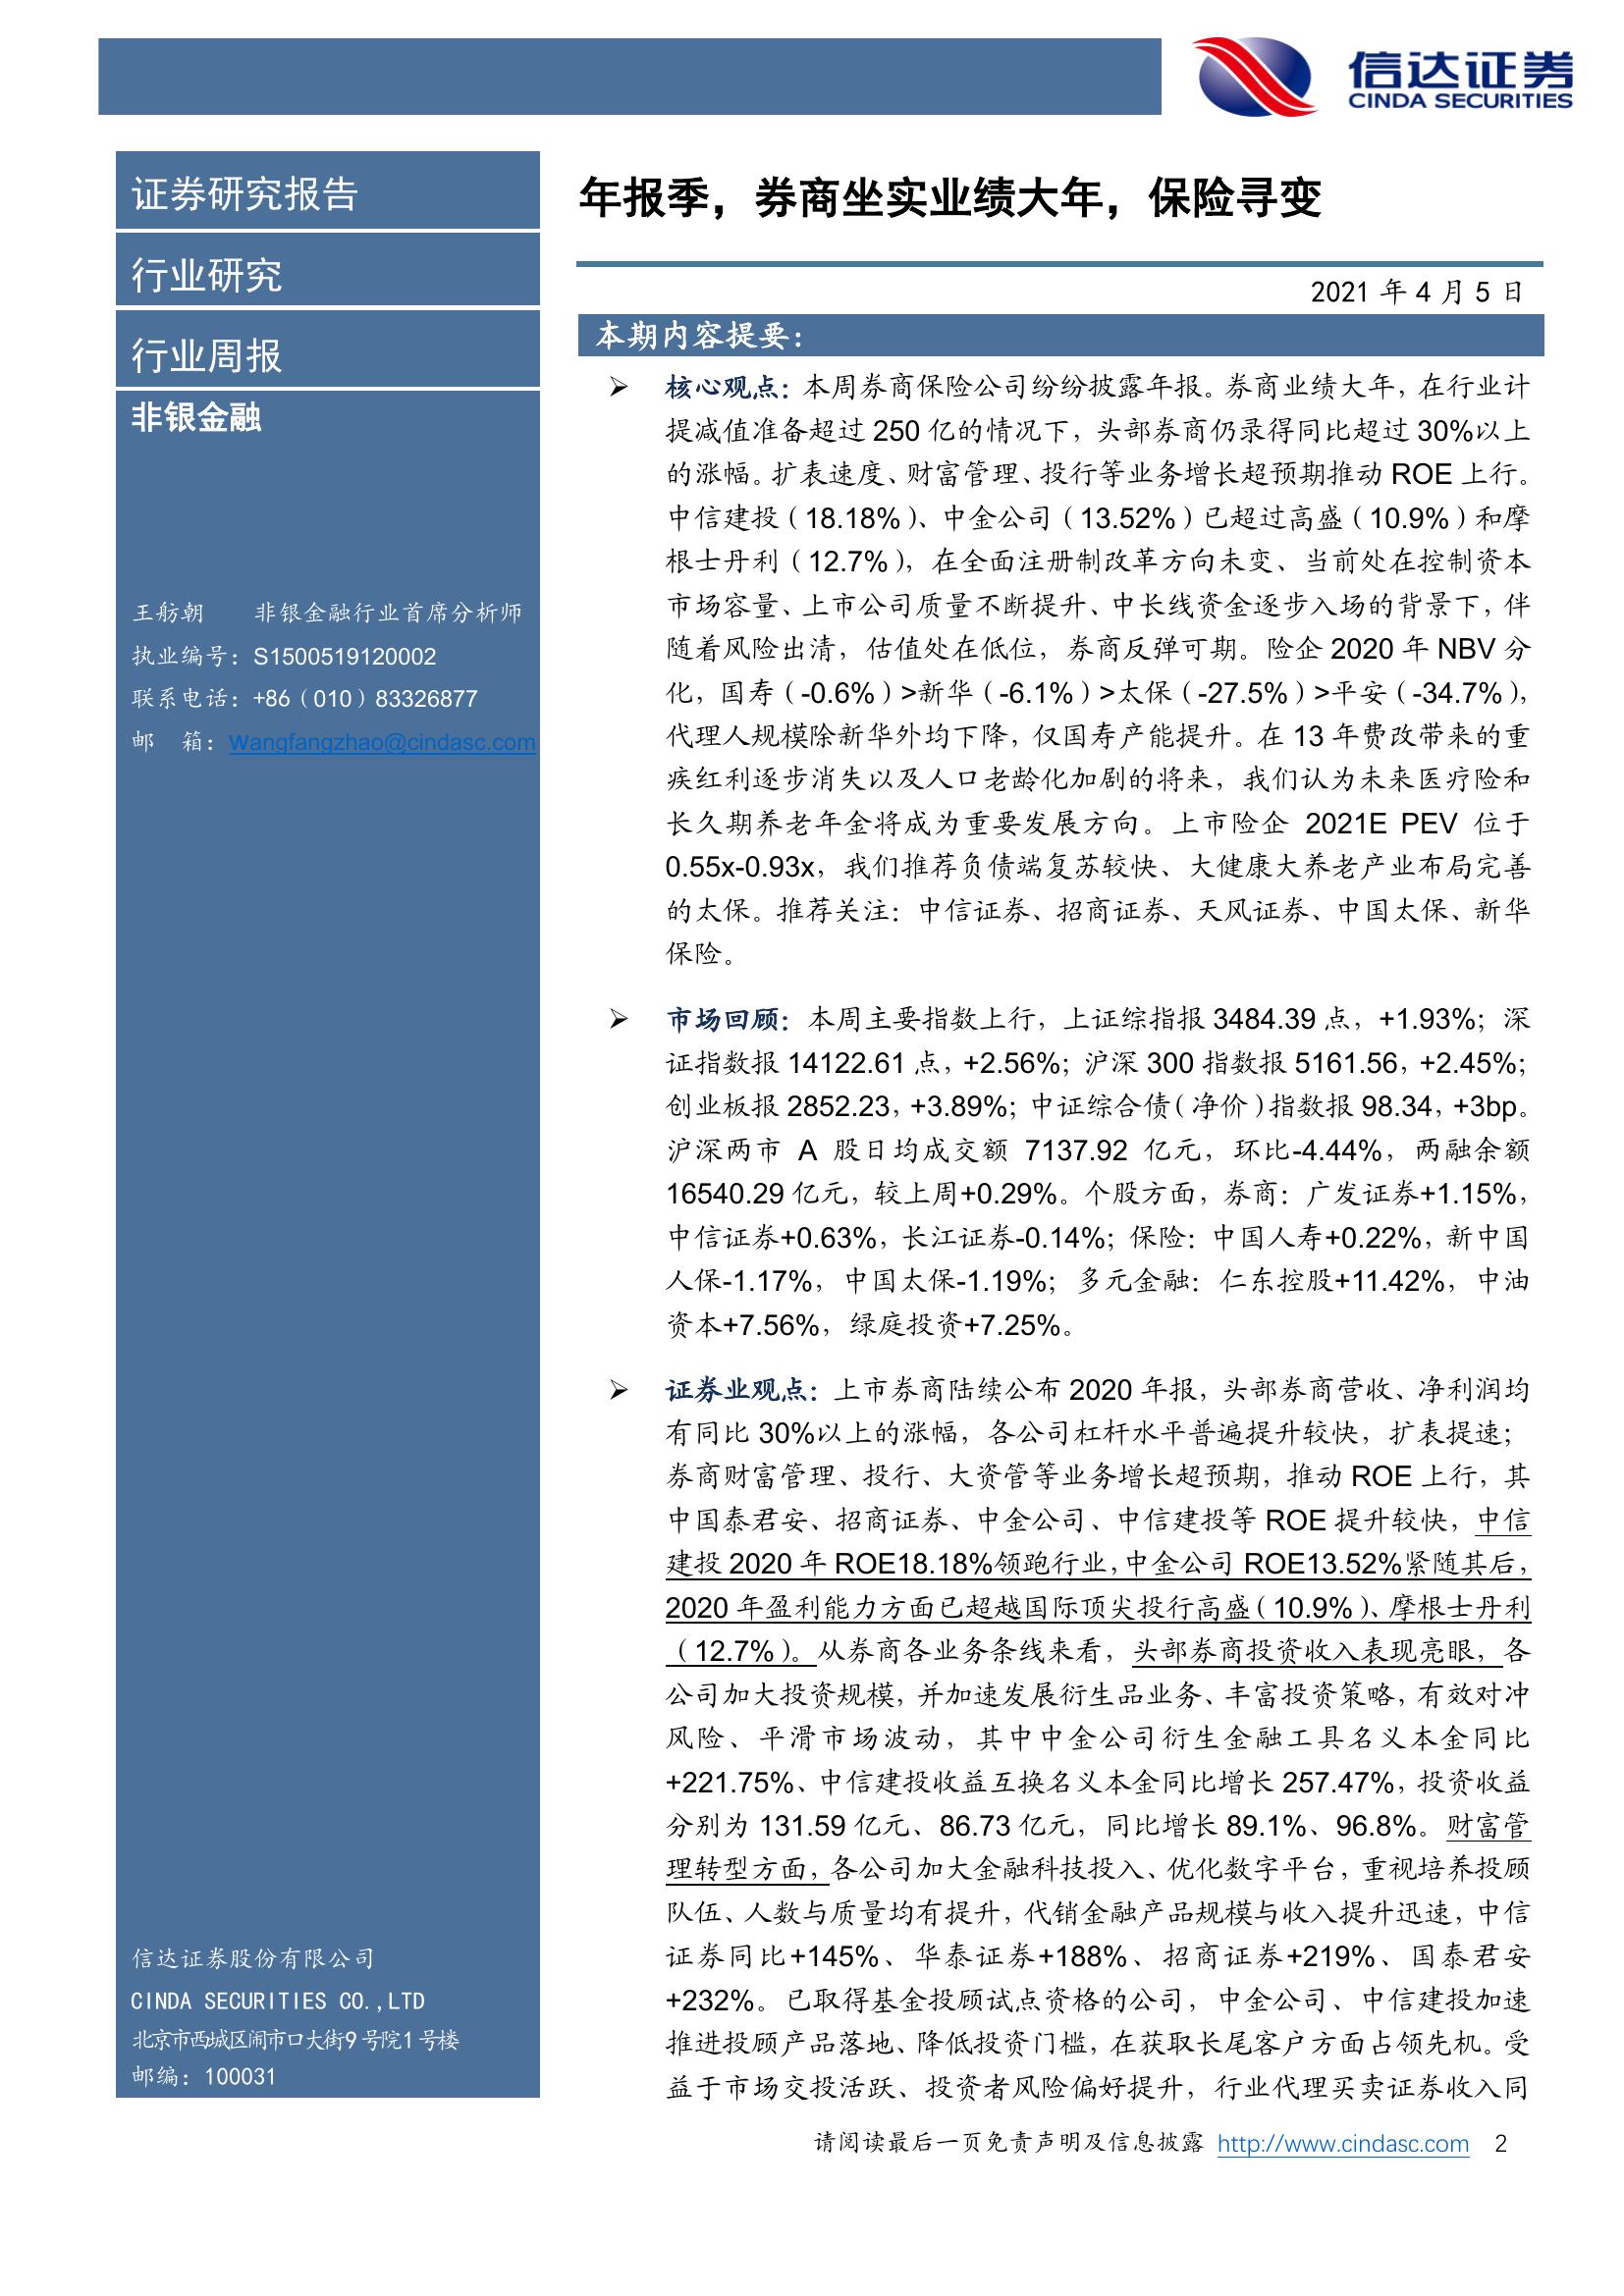 信达证券
CINDA SECURITIES
证券研究报告
行业研究
行业周报
非银金融
王舫朝 非银金融行业首席分析师
执业编号：S1500519120002
联系电话：+86（010）83326877
邮 箱：Wangfangzhao@cindasc.com
信达证券股份有限公司
CINDA SECURITIES CO.,LTD
北京市西城区闹市口大街9号院1号楼
邮编：100031
年报季，券商坐实业绩大年，保险寻变
2021 年 4 月 5 日
本期内容提要：
➢ 核心观点：本周券商保险公司纷纷披露年报。券商业绩大年，在行业计
提减值准备超过 250 亿的情况下，头部券商仍录得同比超过 30%以上
的涨幅。扩表速度、财富管理、投行等业务增长超预期推动 ROE 上行。
中信建投（18.18%）、中金公司（13.52%）已超过高盛（10.9%）和摩
根士丹利（12.7%），在全面注册制改革方向未变、当前处在控制资本
市场容量、上市公司质量不断提升、中长线资金逐步入场的背景下，伴
随着风险出清，估值处在低位，券商反弹可期。险企 2020 年 NBV 分
化，国寿（-0.6%）>新华（-6.1%）>太保（-27.5%）>平安（-34.7%），
代理人规模除新华外均下降，仅国寿产能提升。在 13 年费改带来的重
疾红利逐步消失以及人口老龄化加剧的将来，我们认为未来医疗险和
长久期养老年金将成为重要发展方向。上市险企 2021E PEV 位于
0.55x-0.93x，我们推荐负债端复苏较快、大健康大养老产业布局完善
的太保。推荐关注：中信证券、招商证券、天风证券、中国太保、新华
保险。
➢ 市场回顾：本周主要指数上行，上证综指报 3484.39 点，+1.93%；深
证指数报 14122.61 点，+2.56%；沪深 300 指数报 5161.56，+2.45%；
创业板报 2852.23，+3.89%；中证综合债（净价）指数报 98.34，+3bp。
沪深两市 A 股日均成交额 7137.92 亿元，环比-4.44%，两融余额
16540.29 亿元，较上周+0.29%。个股方面，券商：广发证券+1.15%，
中信证券+0.63%，长江证券-0.14%；保险：中国人寿+0.22%，新中国
人保-1.17%，中国太保-1.19%；多元金融：仁东控股+11.42%，中油
资本+7.56%，绿庭投资+7.25%。
➢ 证券业观点：上市券商陆续公布 2020 年报，头部券商营收、净利润均
有同比 30%以上的涨幅，各公司杠杆水平普遍提升较快，扩表提速；
券商财富管理、投行、大资管等业务增长超预期，推动 ROE 上行，其
中国泰君安、招商证券、中金公司、中信建投等 ROE 提升较快，中信
建投 2020 年 ROE18.18%领跑行业，中金公司 ROE13.52%紧随其后，
2020 年盈利能力方面已超越国际顶尖投行高盛（10.9%）、摩根士丹利
（12.7%）。从券商各业务条线来看，头部券商投资收入表现亮眼，各
公司加大投资规模，并加速发展衍生品业务、丰富投资策略，有效对冲
风险、平滑市场波动，其中中金公司衍生金融工具名义本金同比
+221.75%、中信建投收益互换名义本金同比增长 257.47%，投资收益
分别为 131.59 亿元、86.73 亿元，同比增长 89.1%、96.8%。财富管
理转型方面，各公司加大金融科技投入、优化数字平台，重视培养投顾
队伍、人数与质量均有提升，代销金融产品规模与收入提升迅速，中信
证券同比+145%、华泰证券+188%、招商证券+219%、国泰君安
+232%。已取得基金投顾试点资格的公司，中金公司、中信建投加速
推进投顾产品落地、降低投资门槛，在获取长尾客户方面占领先机。受
益于市场交投活跃、投资者风险偏好提升，行业代理买卖证券收入同
请阅读最后一页免责声明及信息披露 http://www.cindasc.com 2